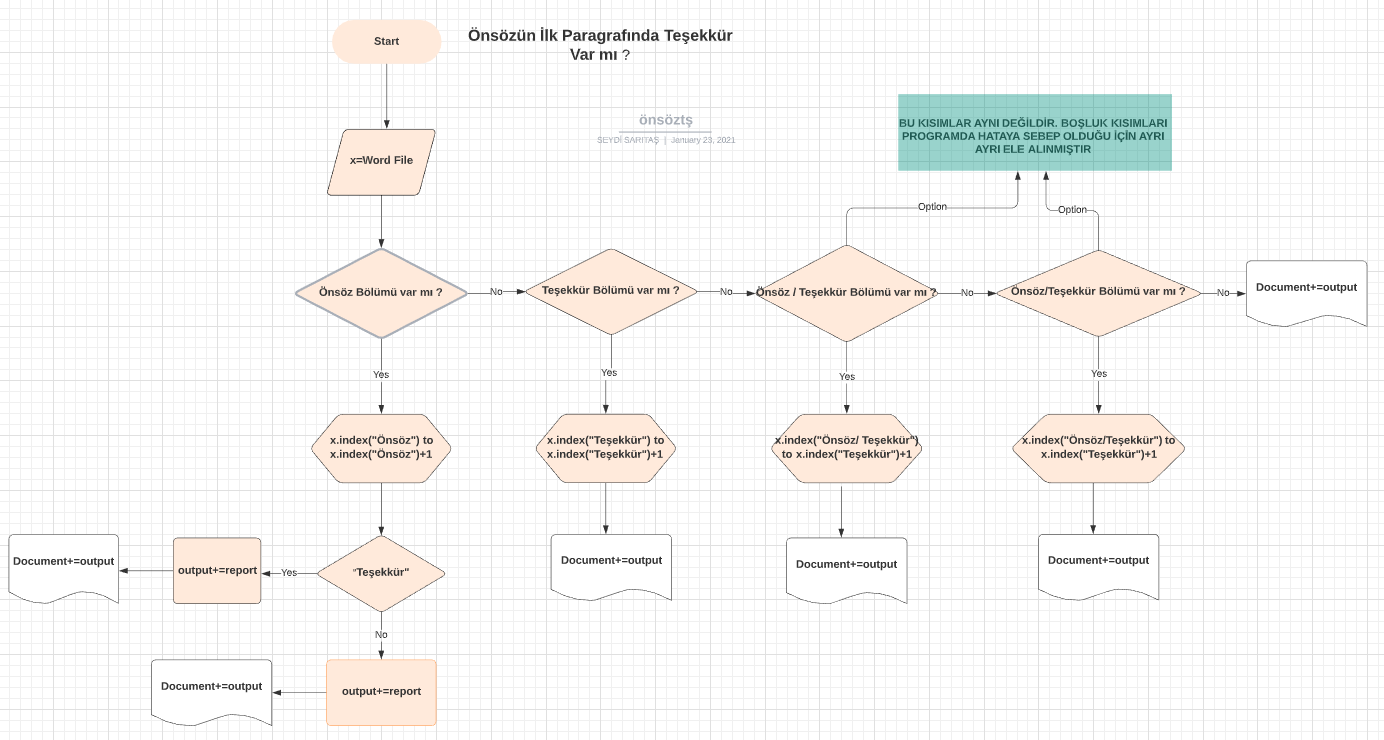 Start
Önsözün İlk Paragrafında Teşekkür
Var mı ?
önsöztş
SEYDİ SARITAŞ | January 23, 2021
BU KISIMLAR AYNI DEĞİLDİR. BOŞLUK KISIMLARI
PROGRAMDA HATAYA SEBEP OLDUĞU İÇİN AYRI
AYRI ELE ALINMIŞTIR
x=Word File
Option
Option
Önsöz Bölümü var mı ?
No
Teşekkür Bölümü var mı ?
No
Önsöz / Teşekkür Bölümü var mı ?
No
Önsöz/Teşekkür Bölümü var mı ?
No
Document+=output
Yes
Yes
Yes
Yes
x.index("Önsöz") to
x.index("Önsöz")+1
x.index("Teşekkür") to
x.index("Teşekkür")+1
x.index("Önsöz/ Teşekkür")
to x.index("Teşekkür")+1
x.index("Önsöz/Teşekkür") to
x.index("Teşekkür")+1
Document+=output
output+=report
Yes
"Teşekkür"
Document+=output
Document+=output
Document+=output
No
Document+=output
output+=report